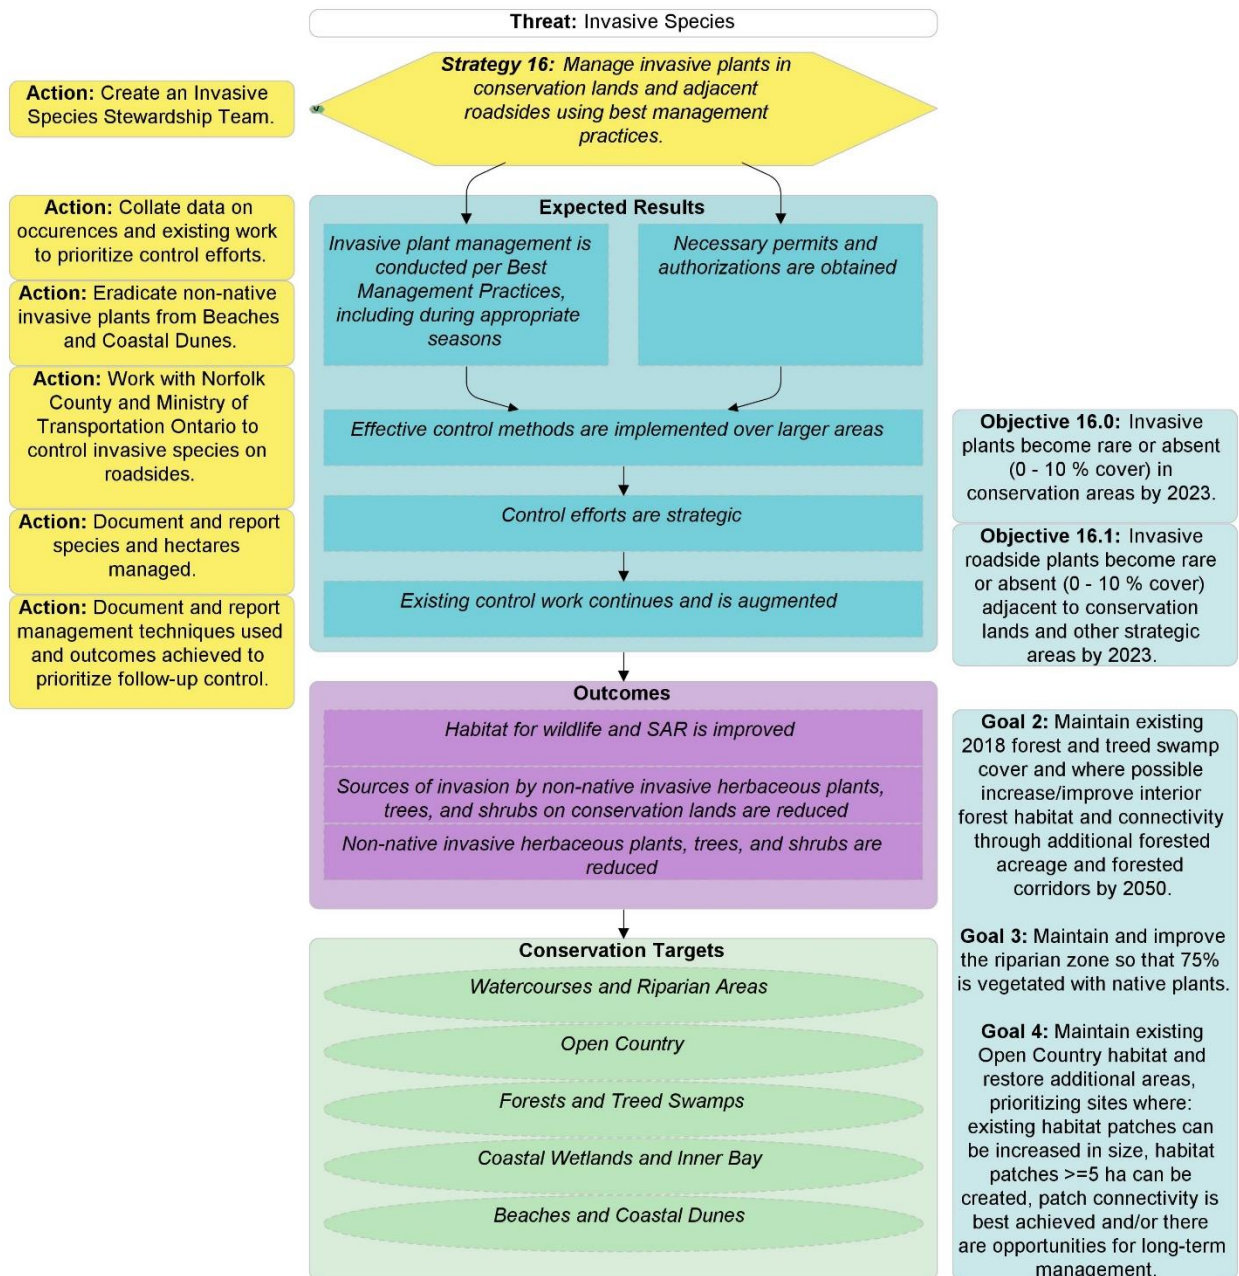 Threat: Invasive Species
Strategy 16: Manage invasive plants in
conservation lands and adjacent
roadsides using best management
practices.
Action: Create an Invasive
Species Stewardship Team.
Action: Collate data on
occurences and existing work
to prioritize control efforts.
Action: Eradicate non-native
invasive plants from Beaches
and Coastal Dunes.
Action: Work with Norfolk
County and Ministry of
Transportation Ontario to
control invasive species on
roadsides.
Action: Document and report
species and hectares
managed.
Action: Document and report
management techniques used
and outcomes achieved to
prioritize follow-up control.
Expected Results
Invasive plant management is
conducted per Best
Management Practices,
including during appropriate
seasons
Necessary permits and
authorizations are obtained
Effective control methods are implemented over larger areas
Control efforts are strategic
Existing control work continues and is augmented
Objective 16.0: Invasive
plants become rare or absent
(0 - 10 % cover) in
conservation areas by 2023.
Objective 16.1: Invasive
roadside plants become rare
or absent (0 - 10 % cover)
adjacent to conservation
lands and other strategic
areas by 2023.
Outcomes
Habitat for wildlife and SAR is improved
Sources of invasion by non-native invasive herbaceous plants,
trees, and shrubs on conservation lands are reduced
Non-native invasive herbaceous plants, trees, and shrubs are
reduced
Conservation Targets
Watercourses and Riparian Areas
Open Country
Forests and Treed Swamps
Coastal Wetlands and Inner Bay
Beaches and Coastal Dunes
Goal 2: Maintain existing
2018 forest and treed swamp
cover and where possible
increase/improve interior
forest habitat and connectivity
through additional forested
acreage and forested
corridors by 2050.
Goal 3: Maintain and improve
the riparian zone so that 75%
is vegetated with native plants.
Goal 4: Maintain existing
Open Country habitat and
restore additional areas,
prioritizing sites where:
existing habitat patches can
be increased in size, habitat
patches >=5 ha can be
created, patch connectivity is
best achieved and/or there
are opportunities for long-term
management.